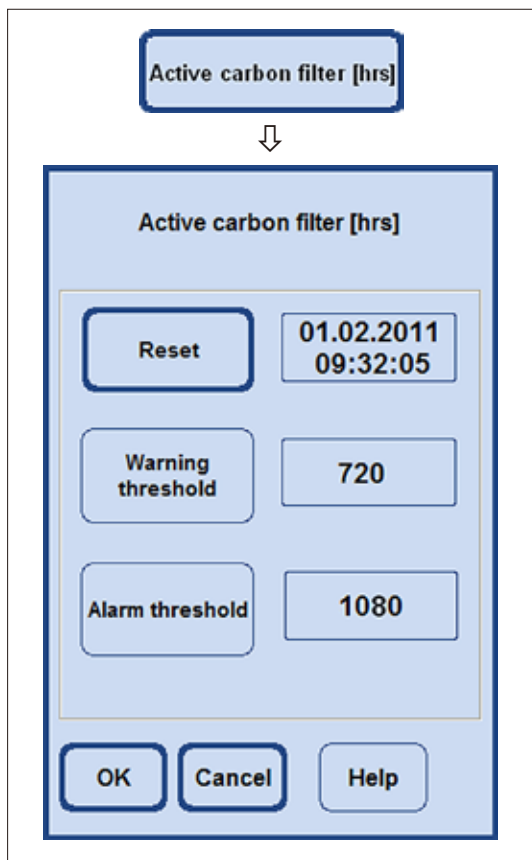 Active carbon filter [hrs]
Active carbon filter [hrs]
Reset
01.02.2011
09:32:05
Warning
threshold
720
Alarm threshold
1080
OK
Cancel
Help